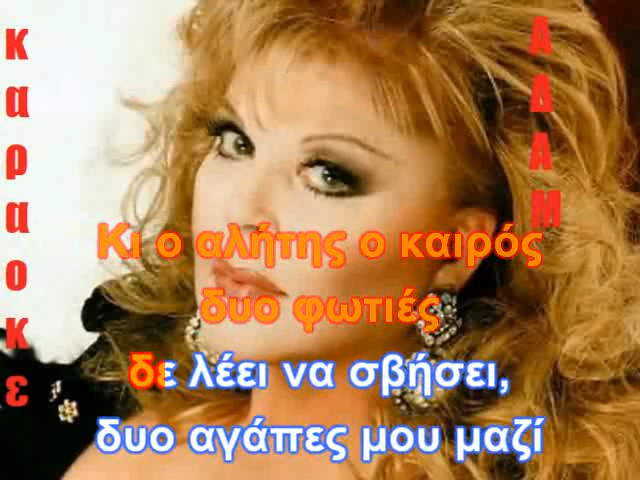 καραοκε
ΑΔΑΜ
Κι ο αλήτης ο καιρός
δυο φωτιές
δε λέει να σβήσει,
δυο αγάπες μου μαζί